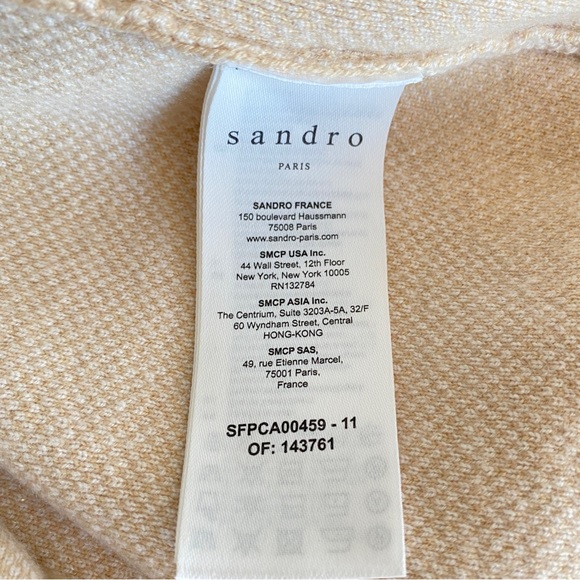 sandro
PARIS
SANDRO FRANCE
150 boulevard Haussmann
75008 Paris
www.sandro-paris.com
SMCP USA Inc.
44 Wall Street, 12th Floor
New York, New York 10005
RN132784
SMCP ASIA Inc.
The Centrium, Suite 3203A-5A, 32/F
60 Wyndham Street, Central
HONG-KONG
SMCP SAS,
49, rue Etienne Marcel,
75001 Paris,
France
SFPCA00459 - 11
OF: 143761